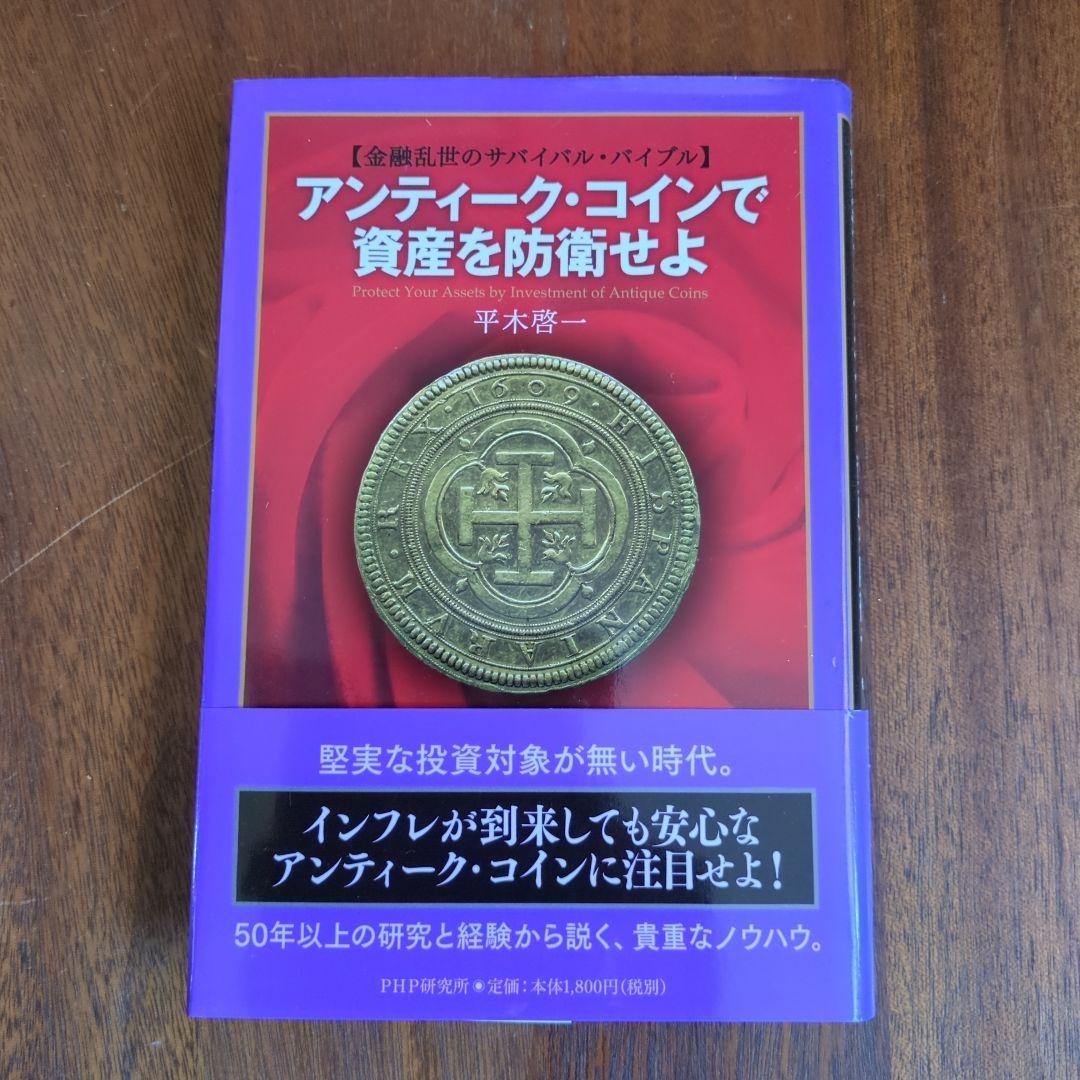 【金融乱世のサバイバル・バイブル】
アンティーク・コインで
資産を防衛せよ
Protect Your Assets by Investment of Antique Coins
平木啓一
・REX・1609・HISPANIARVM
堅実な投資対象が無い時代。
インフレが到来しても安心な
アンティーク・コインに注目せよ！
50年以上の研究と経験から説く、貴重なノウハウ。
PHP研究所◉定価：本体1,800円（税別）